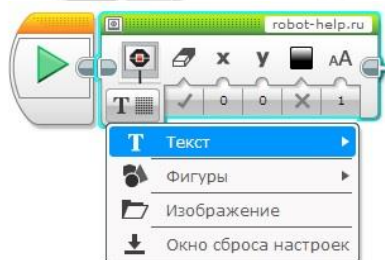 robot-help.ru
x y AA
T 0 0 1
T Текст
Фигуры
Изображение
Окно сброса настроек